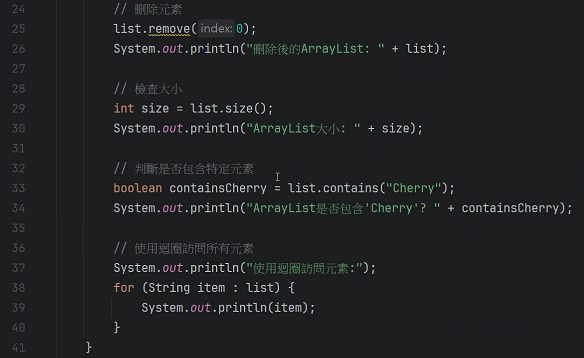 24 // 刪除元素
25 list.remove( index: 0);
26 System.out.println("刪除後的ArrayList: " + list);
27
28 // 檢查大小
29 int size = list.size();
30 System.out.println("ArrayList大小: " + size);
31
32 // 判斷是否包含特定元素
33 boolean containsCherry = list.contains("Cherry");
34 System.out.println("ArrayList是否包含'Cherry'? " + containsCherry);
35
36 // 使用迴圈訪問所有元素
37 System.out.println("使用迴圈訪問元素:");
38 for (String item : list) {
39 System.out.println(item);
40 }
41 }